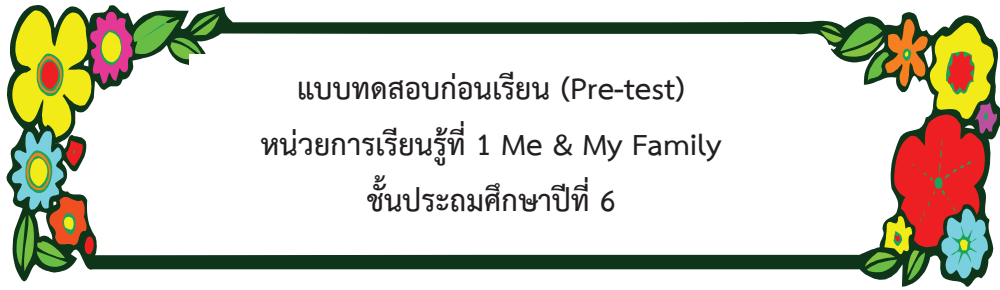 แบบทดสอบก่อนเรียน (Pre-test)
หน่วยการเรียนรู้ที่ 1 Me & My Family
ชั้นประถมศึกษาปีที่ 6